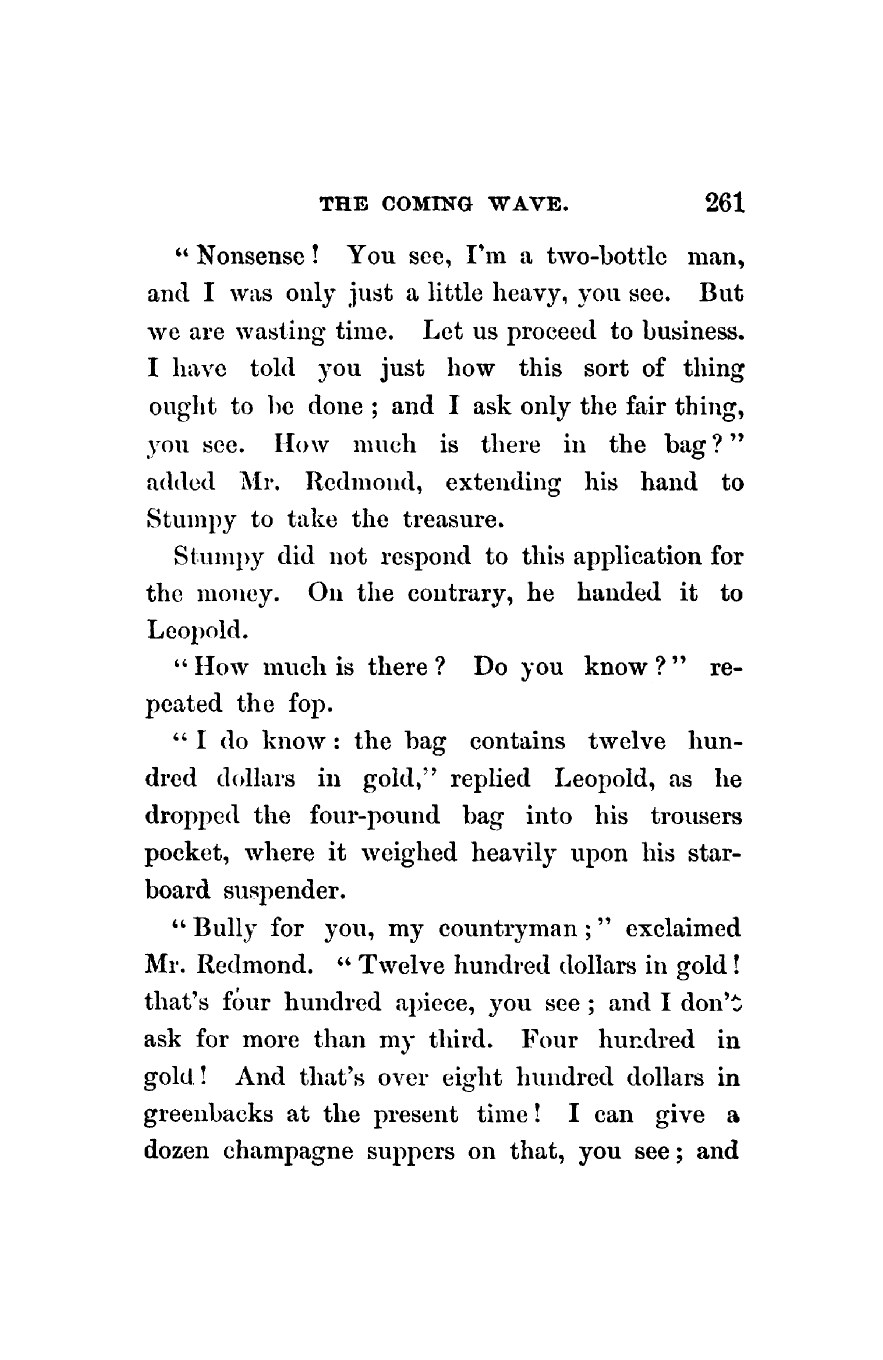 THE COMING WAVE. 261
“Nonsense! You see, I'm a two-bottle man,
and I was only just a little heavy, you see. But
we are wasting time. Let us proceed to business.
I have told you just how this sort of thing
ought to be done; and I ask only the fair thing,
you see. How much is there in the bag?”
added Mr. Redmond, extending his hand to
Stumpy to take the treasure.
Stumpy did not respond to this application for
the money. On the contrary, he handed it to
Leopold.
“How much is there? Do you know?” re-
peated the fop.
“I do know: the bag contains twelve hun-
dred dollars in gold,” replied Leopold, as he
dropped the four-pound bag into his trousers
pocket, where it weighed heavily upon his star-
board suspender.
“Bully for you, my countryman;” exclaimed
Mr. Redmond. “Twelve hundred dollars in gold!
that's four hundred apiece, you see; and I don't
ask for more than my third. Four hundred in
gold! And that's over eight hundred dollars in
greenbacks at the present time! I can give a
dozen champagne suppers on that, you see; and